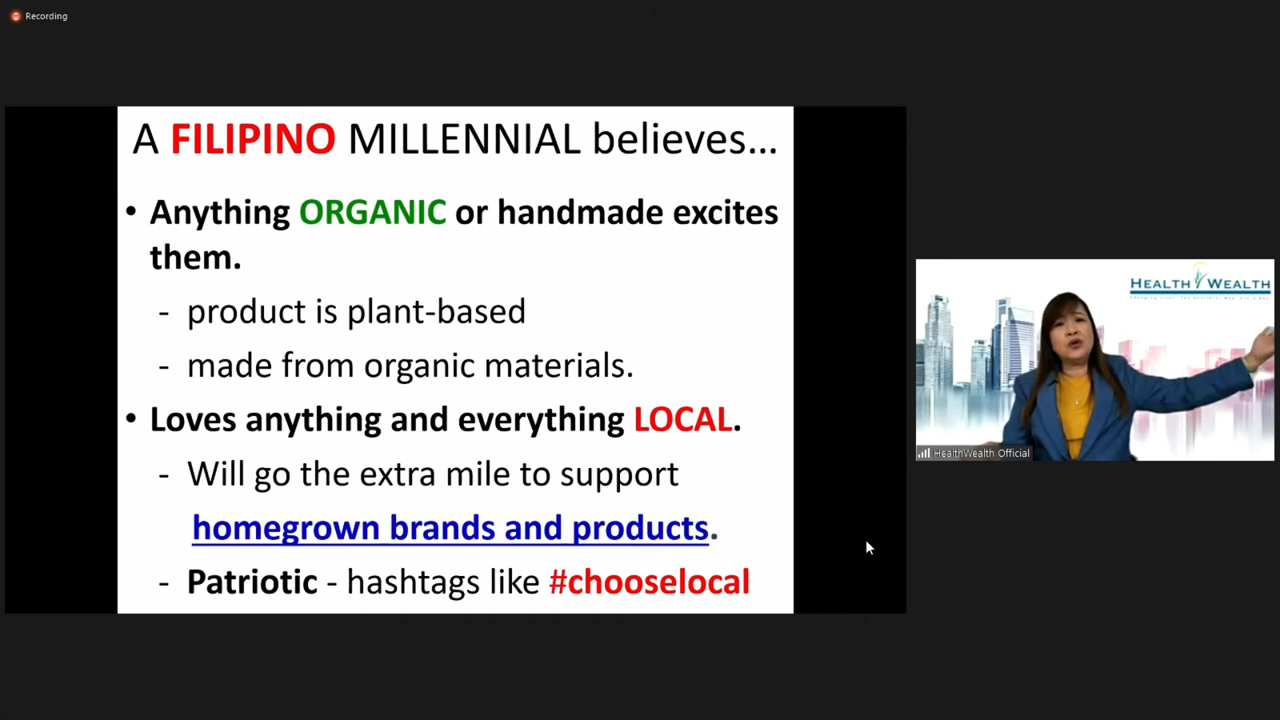 Recording
A FILIPINO MILLENNIAL believes...
• Anything ORGANIC or handmade excites
them.
- product is plant-based
- made from organic materials.
• Loves anything and everything LOCAL.
- Will go the extra mile to support
homegrown brands and products.
- Patriotic - hashtags like #chooselocal
HEALTH WEALTH
HealthWealth Official